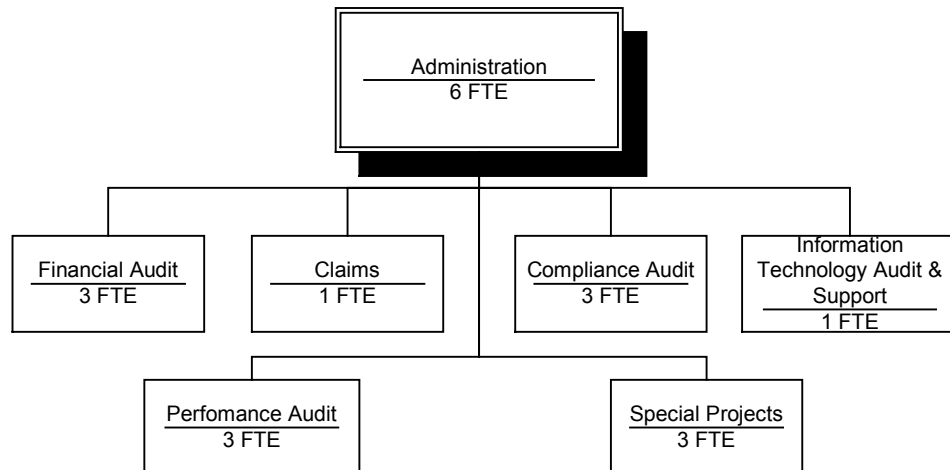 Administration
6 FTE
Financial Audit
3 FTE
Claims
1 FTE
Compliance Audit
3 FTE
Information
Technology Audit &
Support
1 FTE
Perfomance Audit
3 FTE
Special Projects
3 FTE